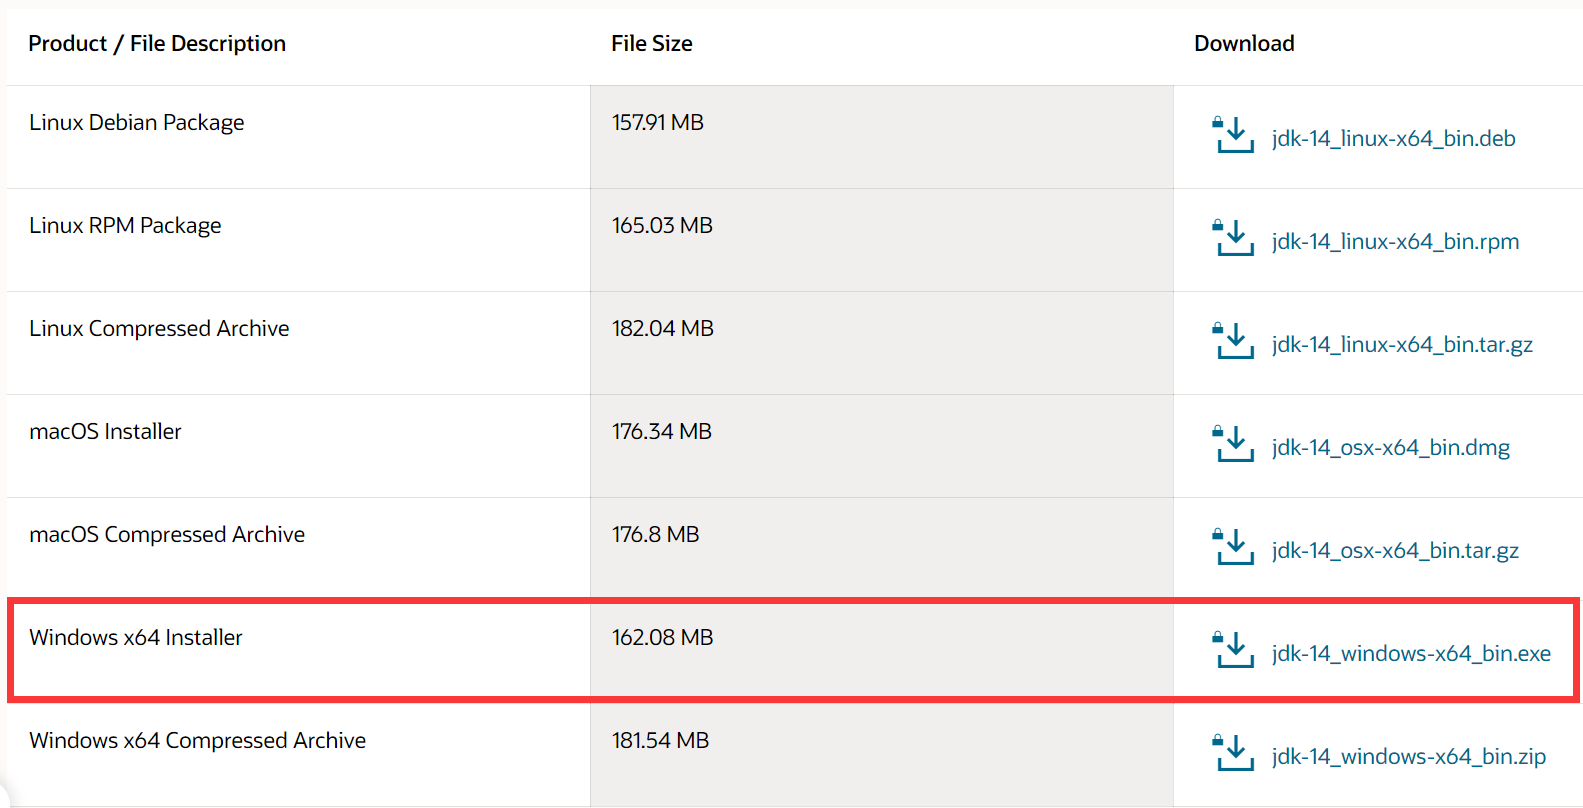 Product / File Description File Size Download
Linux Debian Package 157.91 MB jdk-14_linux-x64_bin.deb
Linux RPM Package 165.03 MB jdk-14_linux-x64_bin.rpm
Linux Compressed Archive 182.04 MB jdk-14_linux-x64_bin.tar.gz
macOS Installer 176.34 MB jdk-14_osx-x64_bin.dmg
macOS Compressed Archive 176.8 MB jdk-14_osx-x64_bin.tar.gz
Windows x64 Installer 162.08 MB jdk-14_windows-x64_bin.exe
Windows x64 Compressed Archive 181.54 MB jdk-14_windows-x64_bin.zip